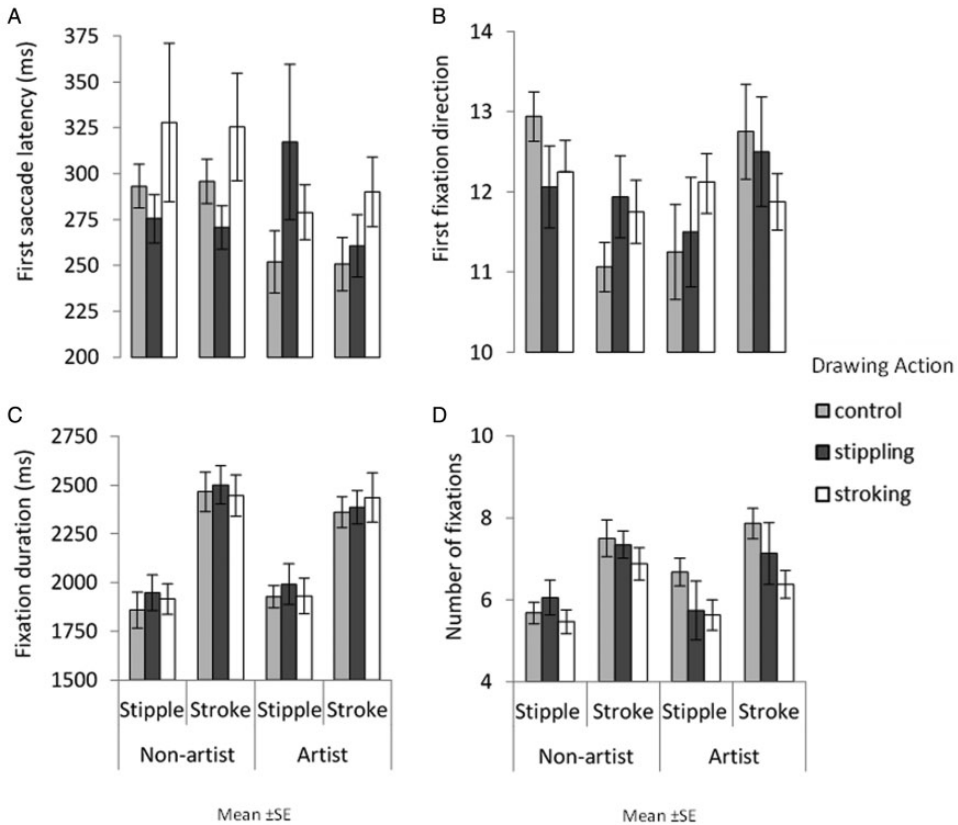 A
First saccade latency (ms)
375
350
325
300
275
250
225
200
B
First fixation direction
14
13
12
11
10
Drawing Action
control
stippling
stroking
C
Fixation duration (ms)
2750
2500
2250
2000
1750
1500
Stipple Stroke Stipple Stroke
Non-artist Artist
Mean ±SE
D
Number of fixations
10
8
6
4
Stipple Stroke Stipple Stroke
Non-artist Artist
Mean ±SE